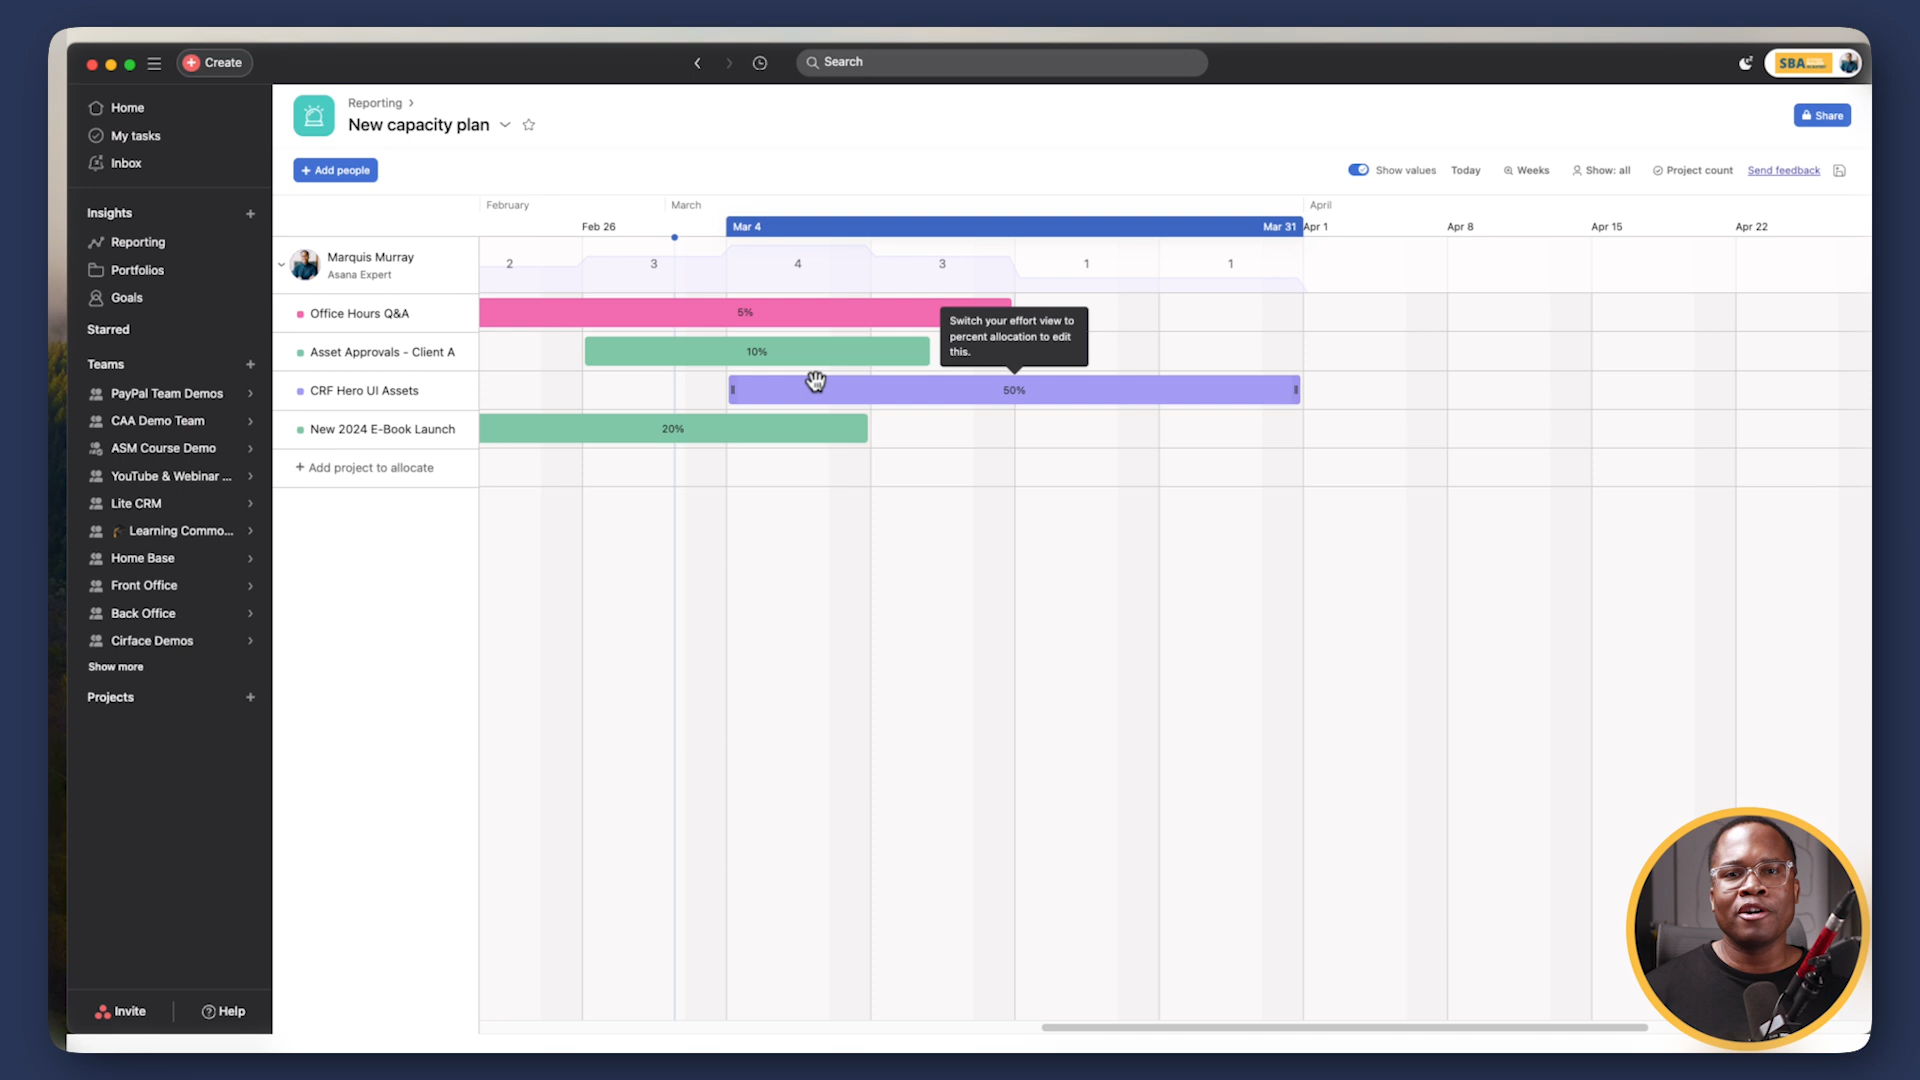 Create
Search
SBA
Home
My tasks
Inbox
Insights
Reporting
Portfolios
Goals
Starred
Teams
PayPal Team Demos
CAA Demo Team
ASM Course Demo
YouTube & Webinar ...
Lite CRM
Learning Commo...
Home Base
Front Office
Back Office
Cirface Demos
Show more
Projects
Invite
Help
Reporting
New capacity plan
Share
Add people
Show values
Today
Weeks
Show: all
Project count
Send feedback
February
March
April
Feb 26
Mar 4
Mar 31
Apr 1
Apr 8
Apr 15
Apr 22
Marquis Murray
Asana Expert
2
3
4
3
1
1
Office Hours Q&A
5%
Switch your effort view to
percent allocation to edit
this.
Asset Approvals - Client A
10%
CRF Hero UI Assets
50%
New 2024 E-Book Launch
20%
+ Add project to allocate